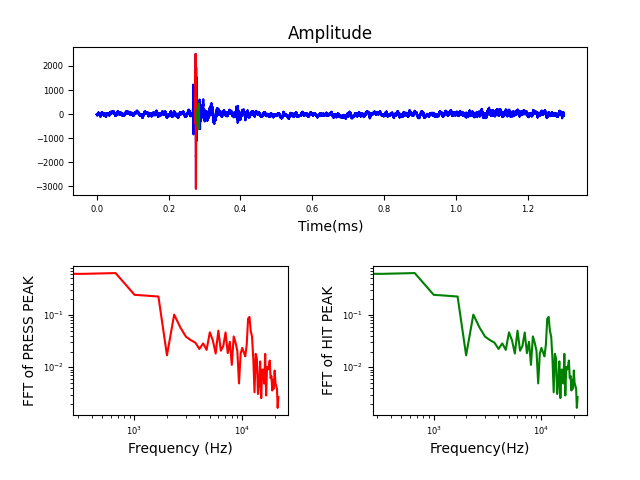 Amplitude
2000
1000
0
−1000
−2000
−3000
0.0 0.2 0.4 0.6 0.8 1.0 1.2
Time(ms)
FFT of PRESS PEAK
10⁻¹
10⁻²
10³ 10⁴
Frequency (Hz)
FFT of HIT PEAK
10⁻¹
10⁻²
10³ 10⁴
Frequency(Hz)